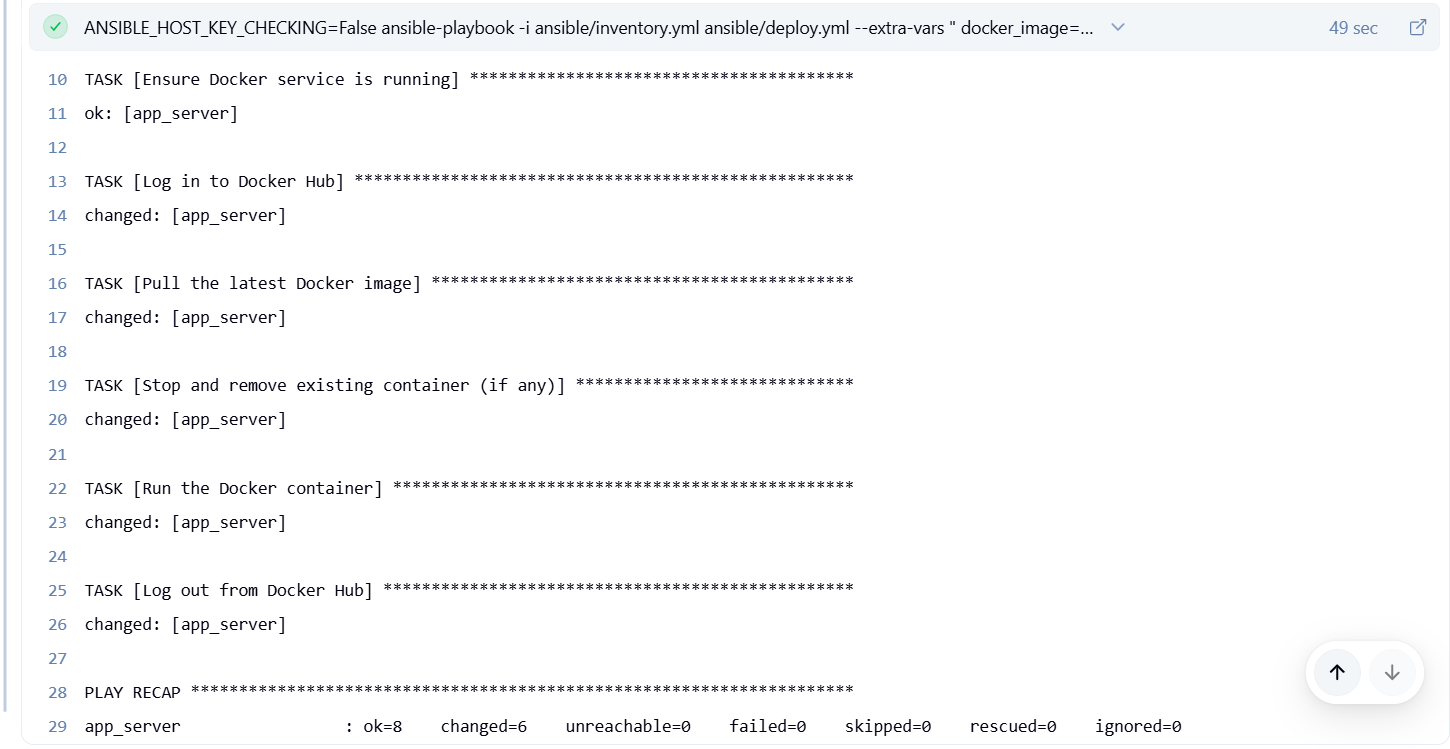 ANSIBLE_HOST_KEY_CHECKING=False ansible-playbook -i ansible/inventory.yml ansible/deploy.yml --extra-vars " docker_image=... 49 sec
10 TASK [Ensure Docker service is running] ****************************************
11 ok: [app_server]
12
13 TASK [Log in to Docker Hub] ****************************************************
14 changed: [app_server]
15
16 TASK [Pull the latest Docker image] ********************************************
17 changed: [app_server]
18
19 TASK [Stop and remove existing container (if any)] *****************************
20 changed: [app_server]
21
22 TASK [Run the Docker container] ************************************************
23 changed: [app_server]
24
25 TASK [Log out from Docker Hub] *************************************************
26 changed: [app_server]
27
28 PLAY RECAP *********************************************************************
29 app_server                 : ok=8    changed=6    unreachable=0    failed=0    skipped=0    rescued=0    ignored=0